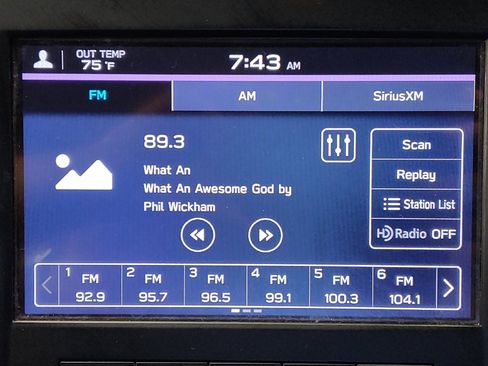 OUT TEMP
75°F
7:43 AM
FM AM SiriusXM
89.3
What An
What An Awesome God by
Phil Wickham
Scan
Replay
Station List
HD Radio OFF
1 FM 2 FM 3 FM 4 FM 5 FM 6 FM
92.9 95.7 96.5 99.1 100.3 104.1